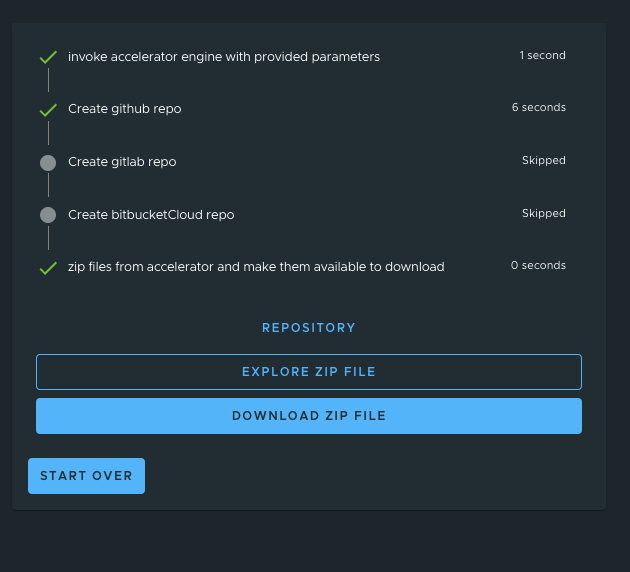 invoke accelerator engine with provided parameters 1 second
Create github repo 6 seconds
Create gitlab repo Skipped
Create bitbucketCloud repo Skipped
zip files from accelerator and make them available to download 0 seconds
REPOSITORY
EXPLORE ZIP FILE
DOWNLOAD ZIP FILE
START OVER